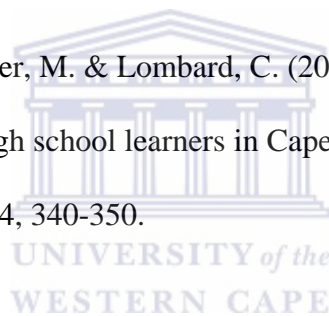 er, M. & Lombard, C. (20
gh school learners in Cape
4, 340-350.
UNIVERSITY of the
WESTERN CAPE